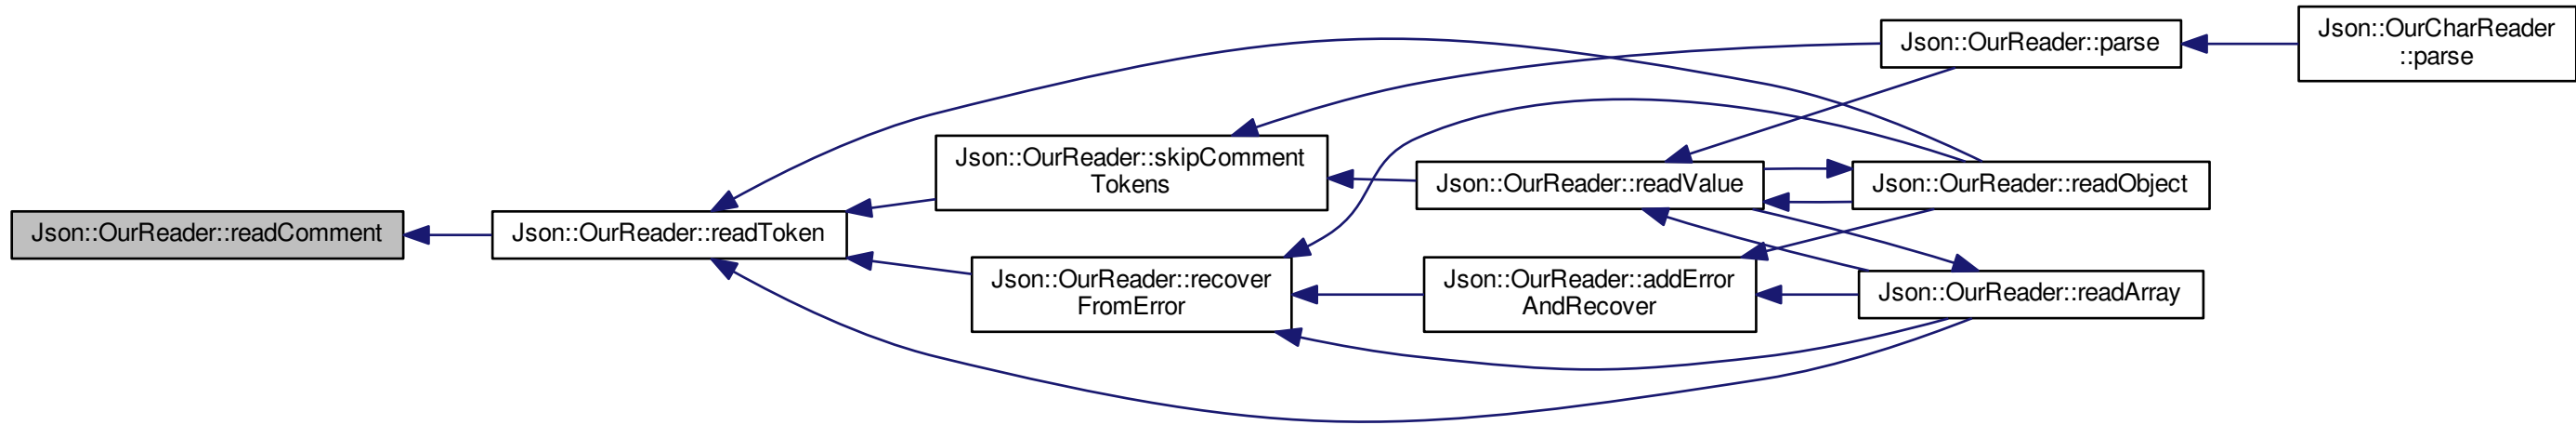 Json::OurReader::readComment
Json::OurReader::readToken
Json::OurReader::skipComment
Tokens
Json::OurReader::recover
FromError
Json::OurReader::readValue
Json::OurReader::addError
AndRecover
Json::OurReader::parse
Json::OurReader::readObject
Json::OurReader::readArray
Json::OurCharReader
::parse